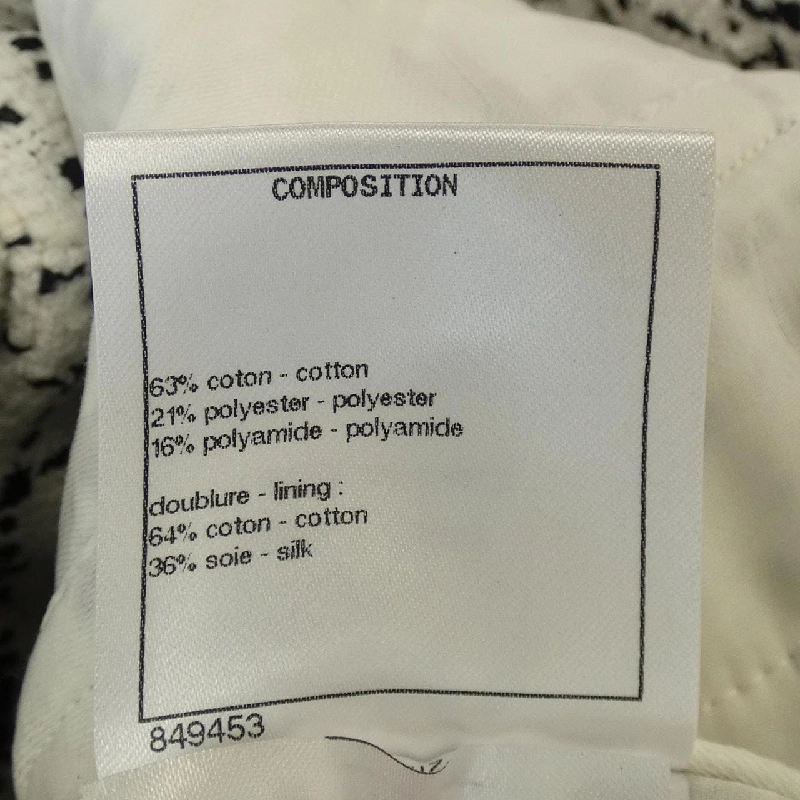 COMPOSITION
63% coton - cotton
21% polyester - polyester
16% polyamide - polyamide
doublure - lining :
64% coton - cotton
36% soie - silk
849453